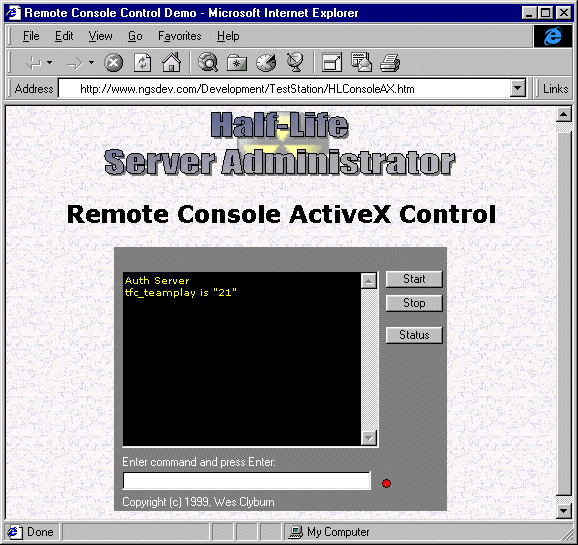 Remote Console Control Demo - Microsoft Internet Explorer
File Edit View Go Favorites Help
Address http://www.ngsdev.com/Development/TestStation/HLConsoleAX.htm Links
Half-Life
Server Administrator
Remote Console ActiveX Control
Auth Server
tfc_teamplay is "21"
Start
Stop
Status
Enter command and press Enter:
Copyright (c) 1999, Wes Clyburn
Done My Computer